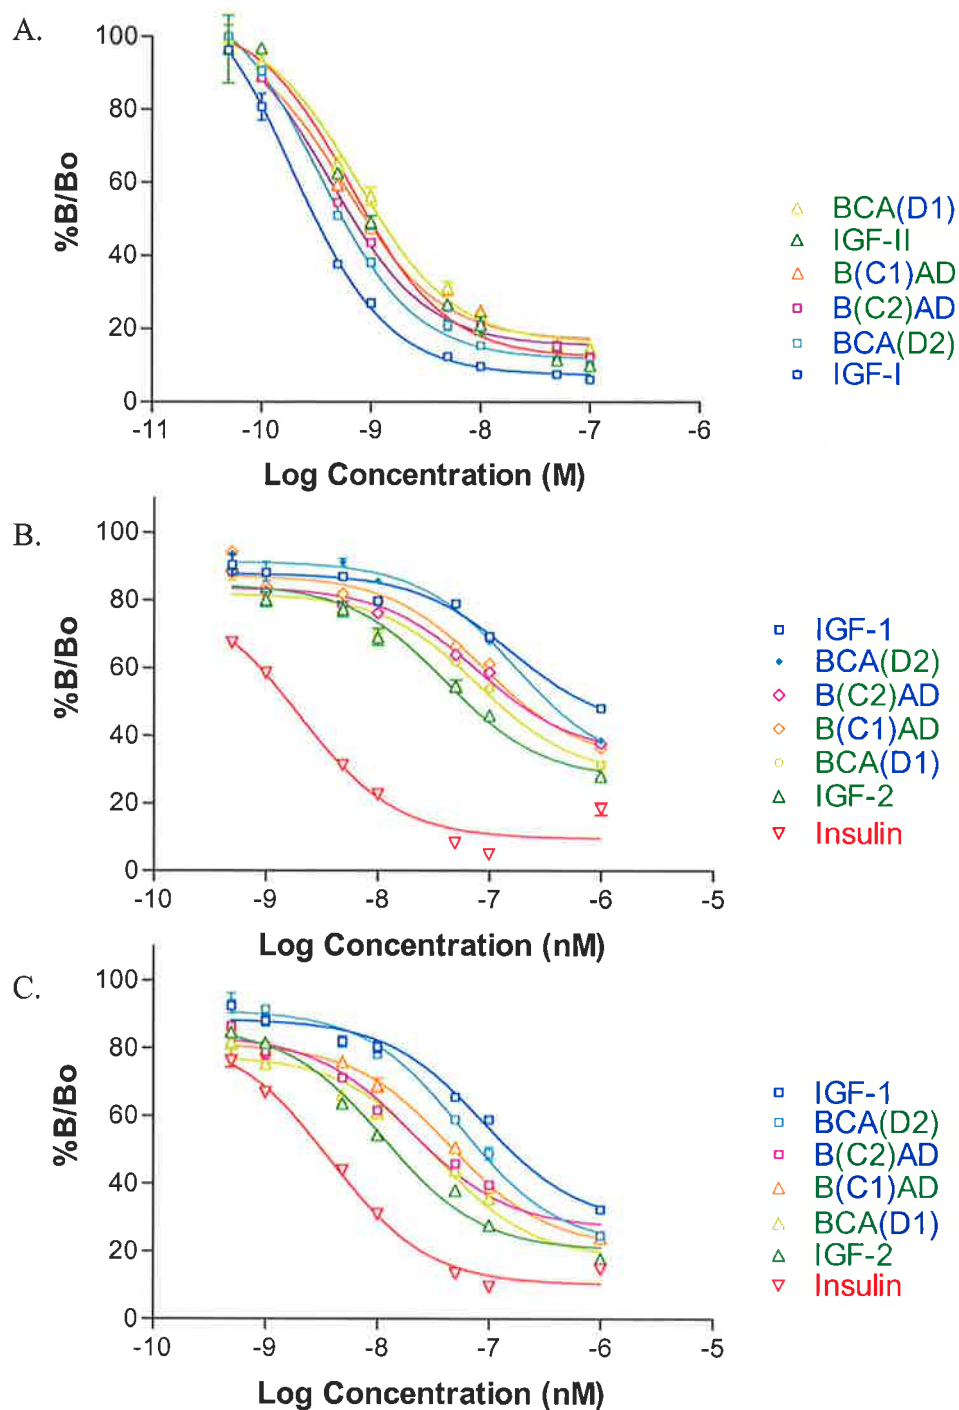 A.
100
80
60
40
20
0
%B/Bo
-11 -10 -9 -8 -7 -6
Log Concentration (M)
BCA(D1)
IGF-II
B(C1)AD
B(C2)AD
BCA(D2)
IGF-I
B.
100
80
60
40
20
0
%B/Bo
-10 -9 -8 -7 -6 -5
Log Concentration (nM)
IGF-1
BCA(D2)
B(C2)AD
B(C1)AD
BCA(D1)
IGF-2
Insulin
C.
100
80
60
40
20
0
%B/Bo
-10 -9 -8 -7 -6 -5
Log Concentration (nM)
IGF-1
BCA(D2)
B(C2)AD
B(C1)AD
BCA(D1)
IGF-2
Insulin